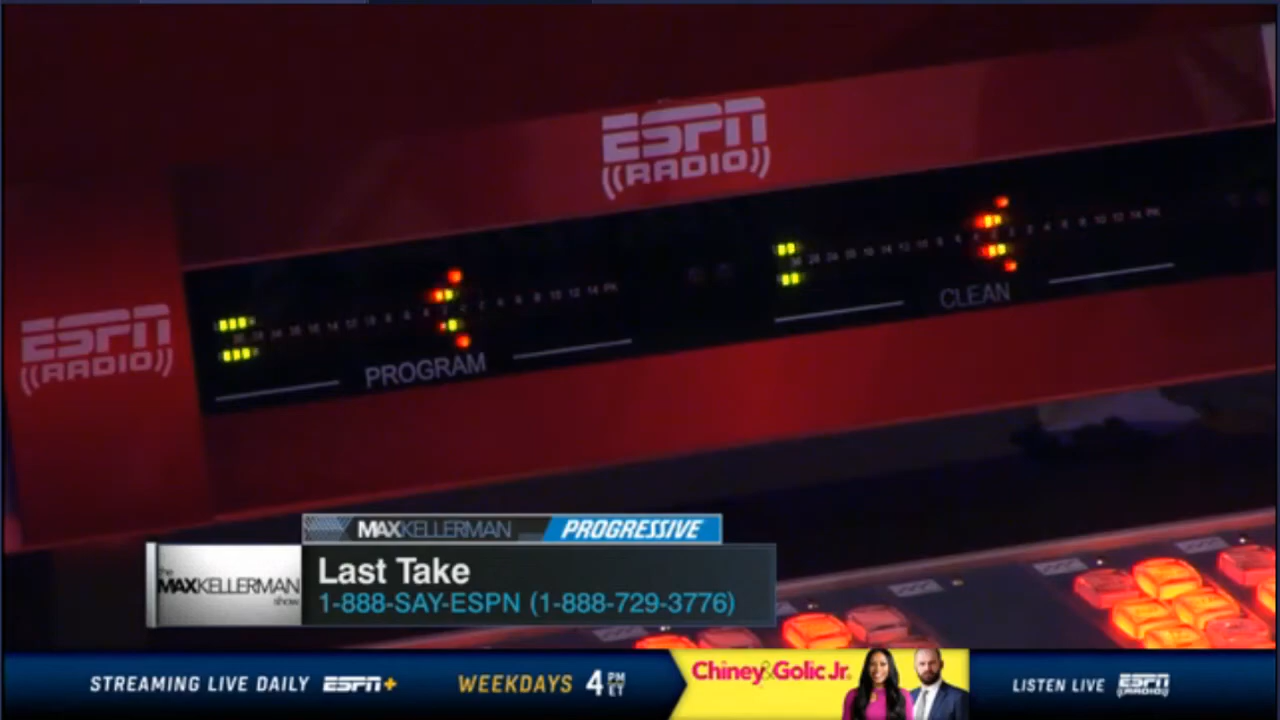 ESPN
((RADIO))
ESPN
((RADIO))
PROGRAM
CLEAN
MAXKELLERMAN
PROGRESSIVE
the
MAXKELLERMAN
show
Last Take
1-888-SAY-ESPN (1-888-729-3776)
STREAMING LIVE DAILY ESPN+
WEEKDAYS 4 PM ET
Chiney&Golic Jr.
LISTEN LIVE ESPN RADIO